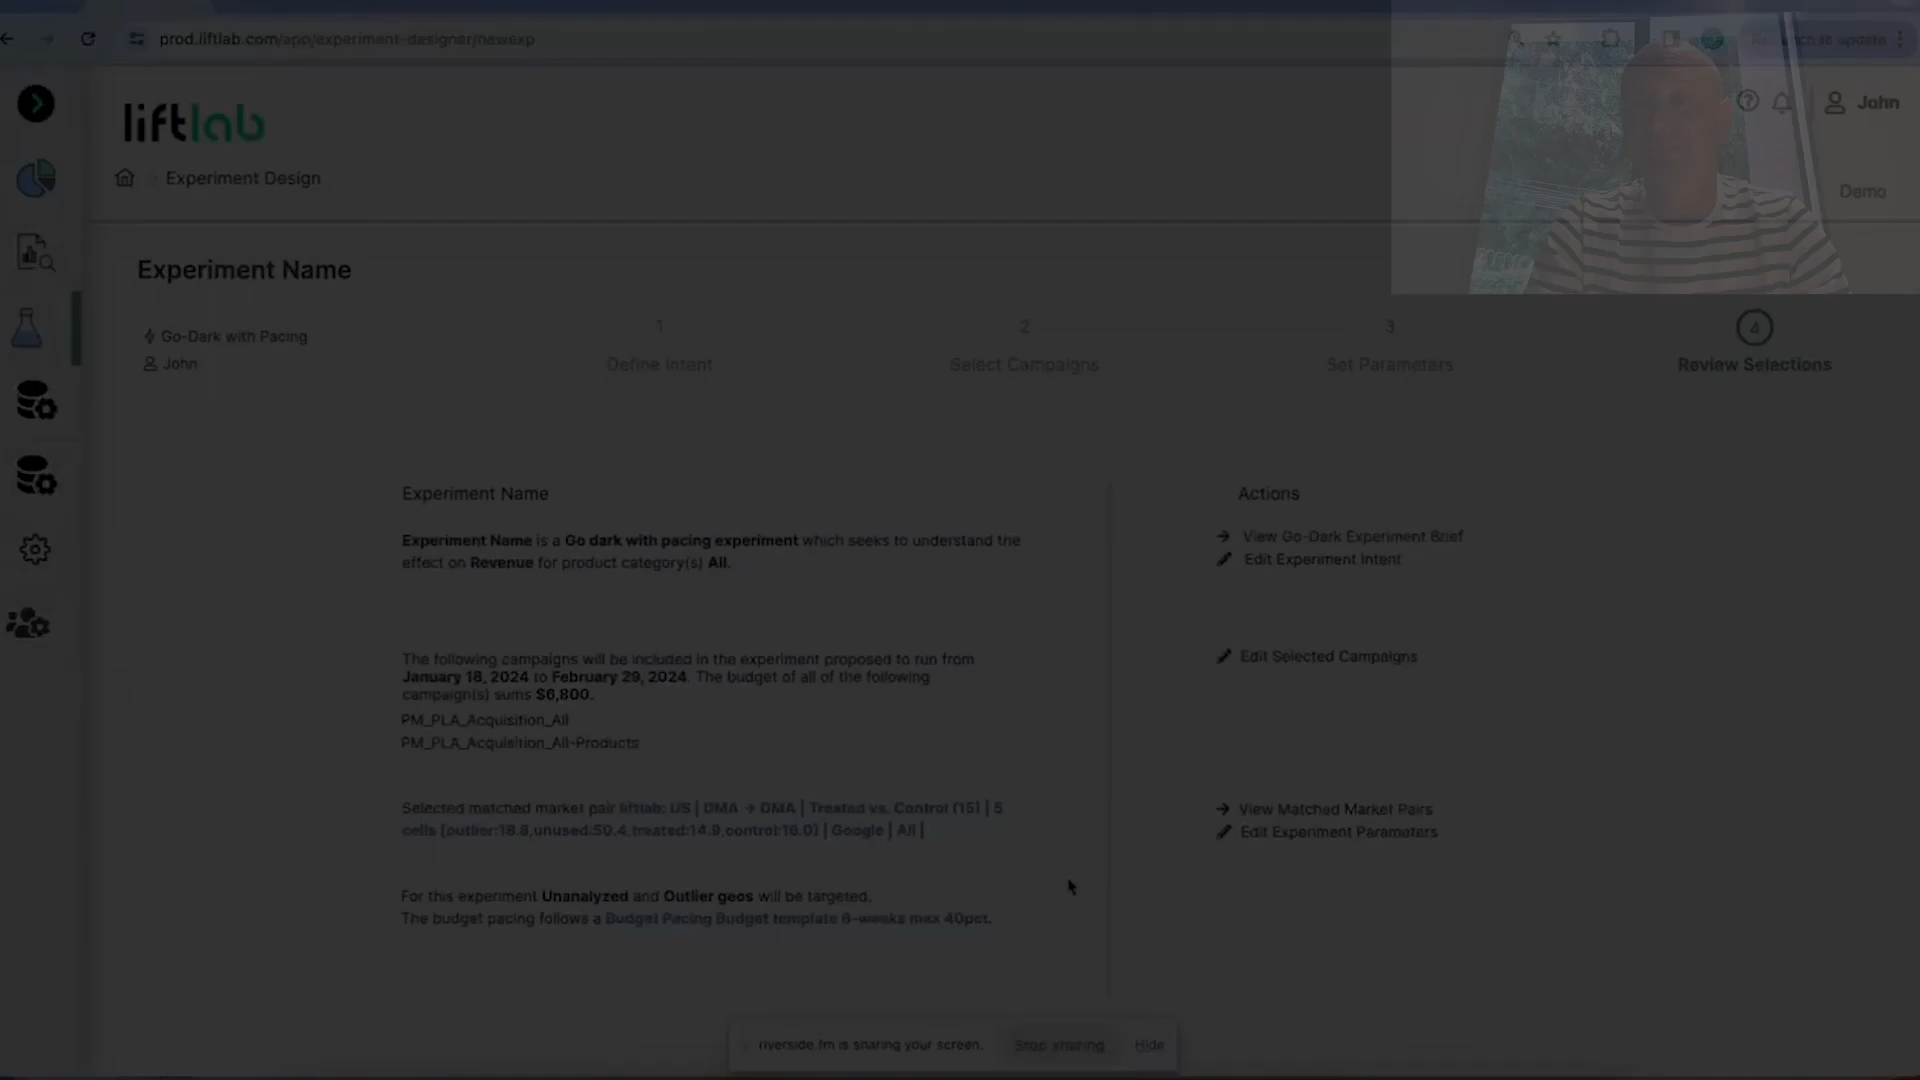 prod.liftlab.com/app/experiment-designer/newexp
update
liftlab
John
Experiment Design
Demo
Experiment Name
Go-Dark with Pacing
John
1
Define Intent
2
Select Campaigns
3
Set Parameters
4
Review Selections
Experiment Name
Experiment Name is a Go dark with pacing experiment which seeks to understand the
effect on Revenue for product category(s) All.
The following campaigns will be included in the experiment proposed to run from
January 18, 2024 to February 29, 2024. The budget of all of the following
campaign(s) sums $6,800.
PM_PLA_Acquisition_All
PM_PLA_Acquisition_All-Products
Selected matched market pair liftlab: US | DMA → DMA | Treated vs. Control (15) | 5
cells [outlier:18.8,unused:50.4,treated:14.9,control:16.0] | Google | All |
For this experiment Unanalyzed and Outlier geos will be targeted.
The budget pacing follows a Budget Pacing Budget template 6-weeks max 40pct.
Actions
→ View Go-Dark Experiment Brief
Edit Experiment Intent
Edit Selected Campaigns
→ View Matched Market Pairs
Edit Experiment Parameters
riverside.fm is sharing your screen.
Stop sharing
Hide